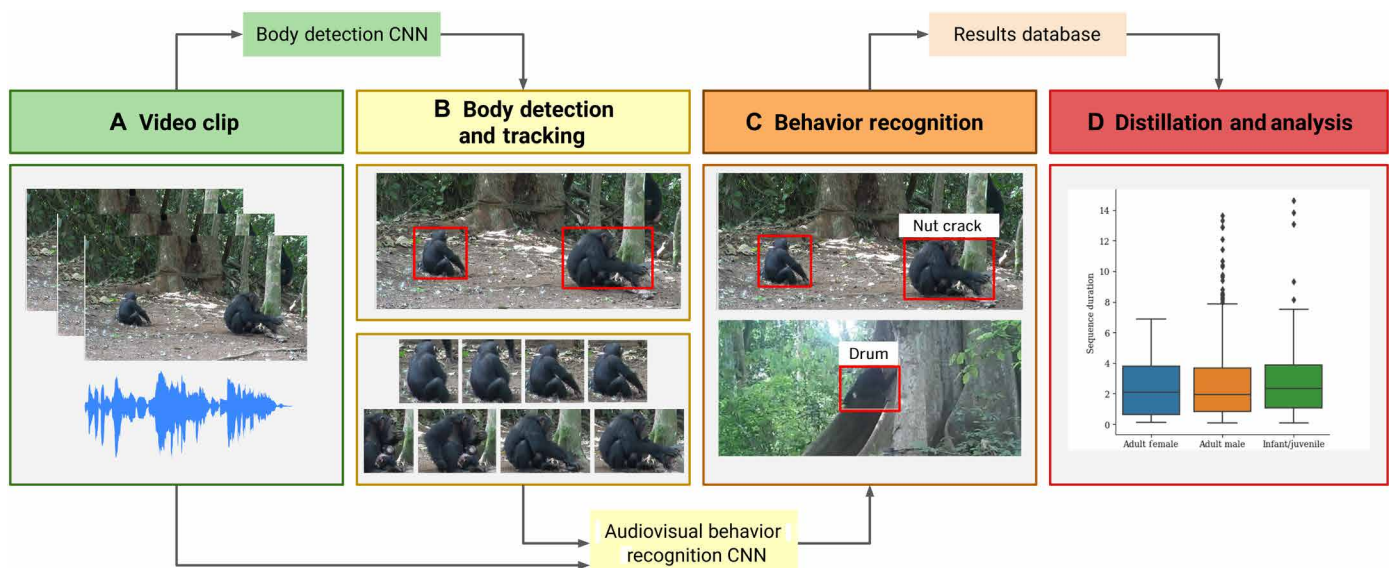 Body detection CNN
Results database
A Video clip
B Body detection
and tracking
C Behavior recognition
D Distillation and analysis
Nut crack
Drum
Sequence duration
14
12
10
8
6
4
2
0
Adult female
Adult male
Infant/juvenile
Audiovisual behavior
recognition CNN